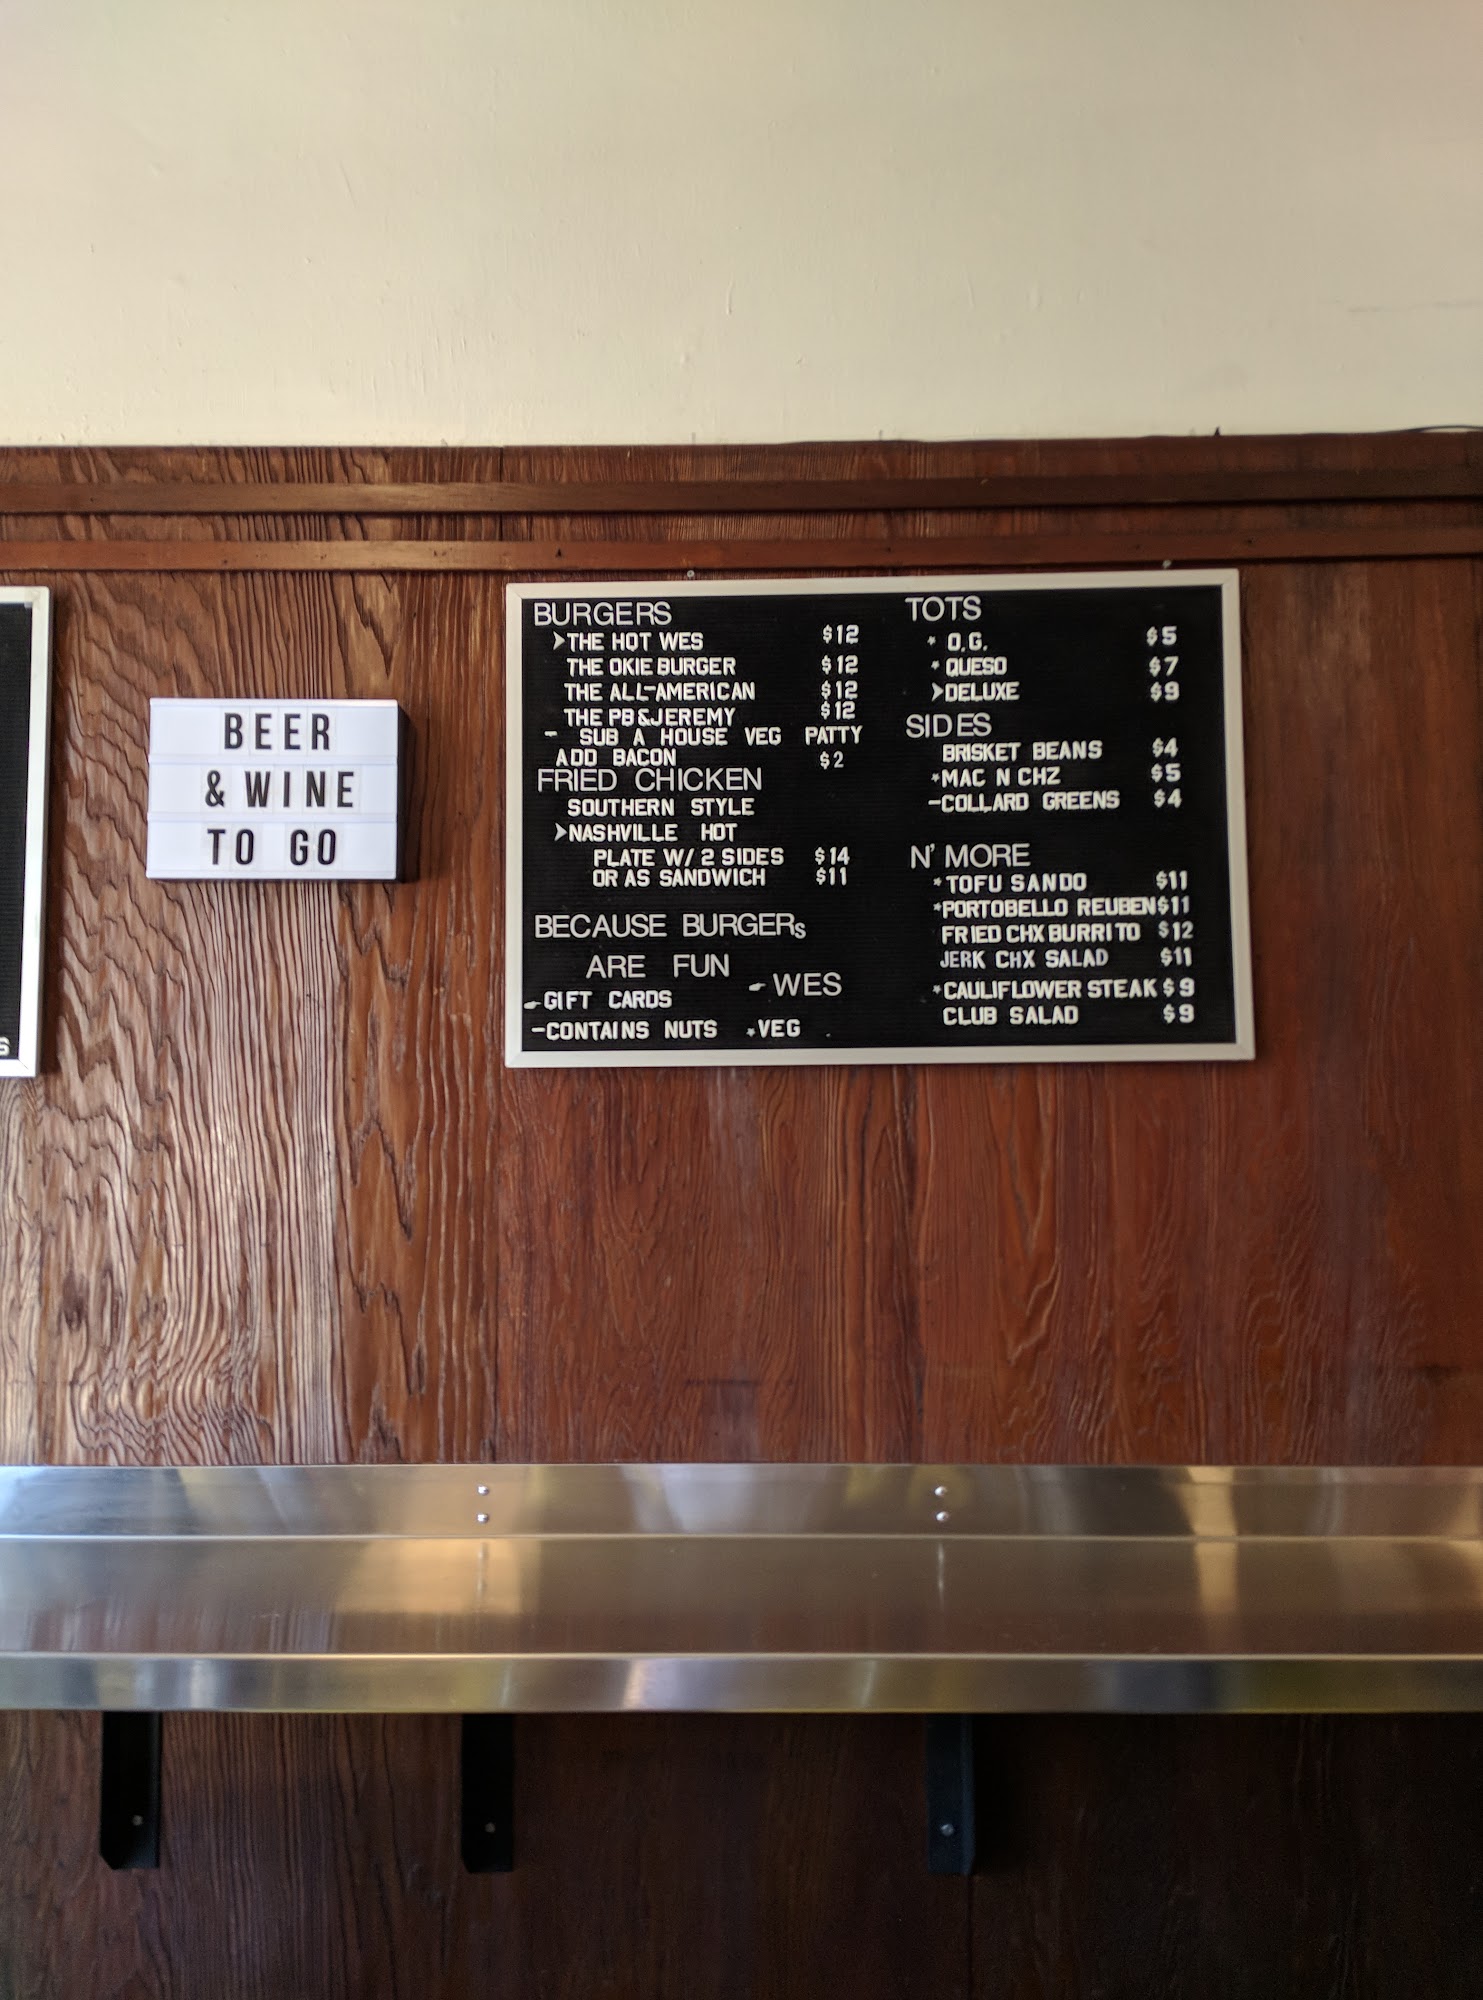 BEER
& WINE
TO GO
S
BURGERS
➤THE HOT WES $12
THE OKIE BURGER $12
THE ALL-AMERICAN $12
THE PB&JEREMY $12
- SUB A HOUSE VEG PATTY
ADD BACON $2
FRIED CHICKEN
SOUTHERN STYLE
➤NASHVILLE HOT
PLATE W/ 2 SIDES $14
OR AS SANDWICH $11
BECAUSE BURGERs
ARE FUN
☛WES
☛GIFT CARDS
-CONTAINS NUTS *VEG
TOTS
* O.G. $5
* QUESO $7
➤DELUXE $9
SIDES
BRISKET BEANS $4
*MAC N CHZ $5
-COLLARD GREENS $4
N' MORE
*TOFU SANDO $11
*PORTOBELLO REUBEN $11
FRIED CHX BURRITO $12
JERK CHX SALAD $11
*CAULIFLOWER STEAK $9
CLUB SALAD $9